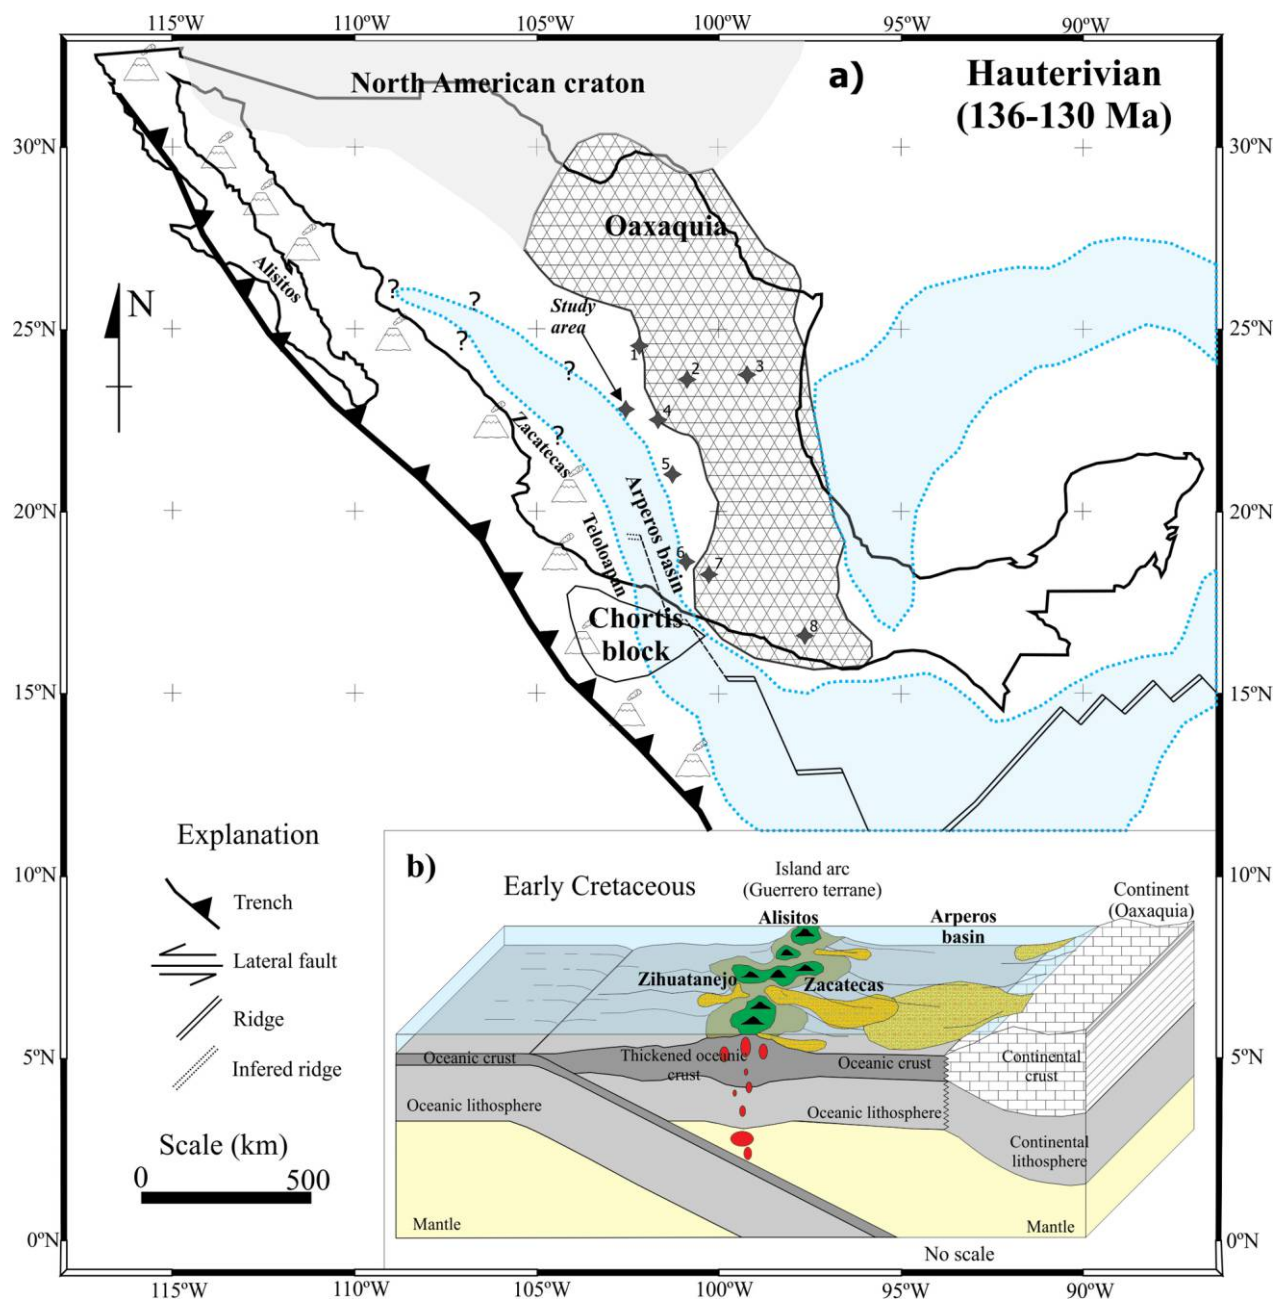 115ºW 110ºW 105ºW 100ºW 95ºW 90ºW
North American craton
a)
Hauterivian
(136-130 Ma)
30ºN
30ºN
Oaxaquia
Alisitos
N
?
?
?
?
?
Study
area
25ºN
25ºN
1
2
3
4
5
Zacatecas
Arperos basin
20ºN
20ºN
Teloloapan
6
7
8
Chortis
block
15ºN
15ºN
Explanation
Trench
Lateral fault
Ridge
Infered ridge
Scale (km)
0 500
10ºN
10ºN
5ºN
5ºN
0ºN
0ºN
b)
Early Cretaceous
Island arc
(Guerrero terrane)
Continent
(Oaxaquia)
Alisitos
Arperos
basin
Zihuatanejo
Zacatecas
Oceanic crust
Thickened oceanic
crust
Oceanic crust
Continental
crust
Oceanic lithosphere
Oceanic lithosphere
Continental
lithosphere
Mantle
Mantle
No scale
115ºW 110ºW 105ºW 100ºW 95ºW 90ºW